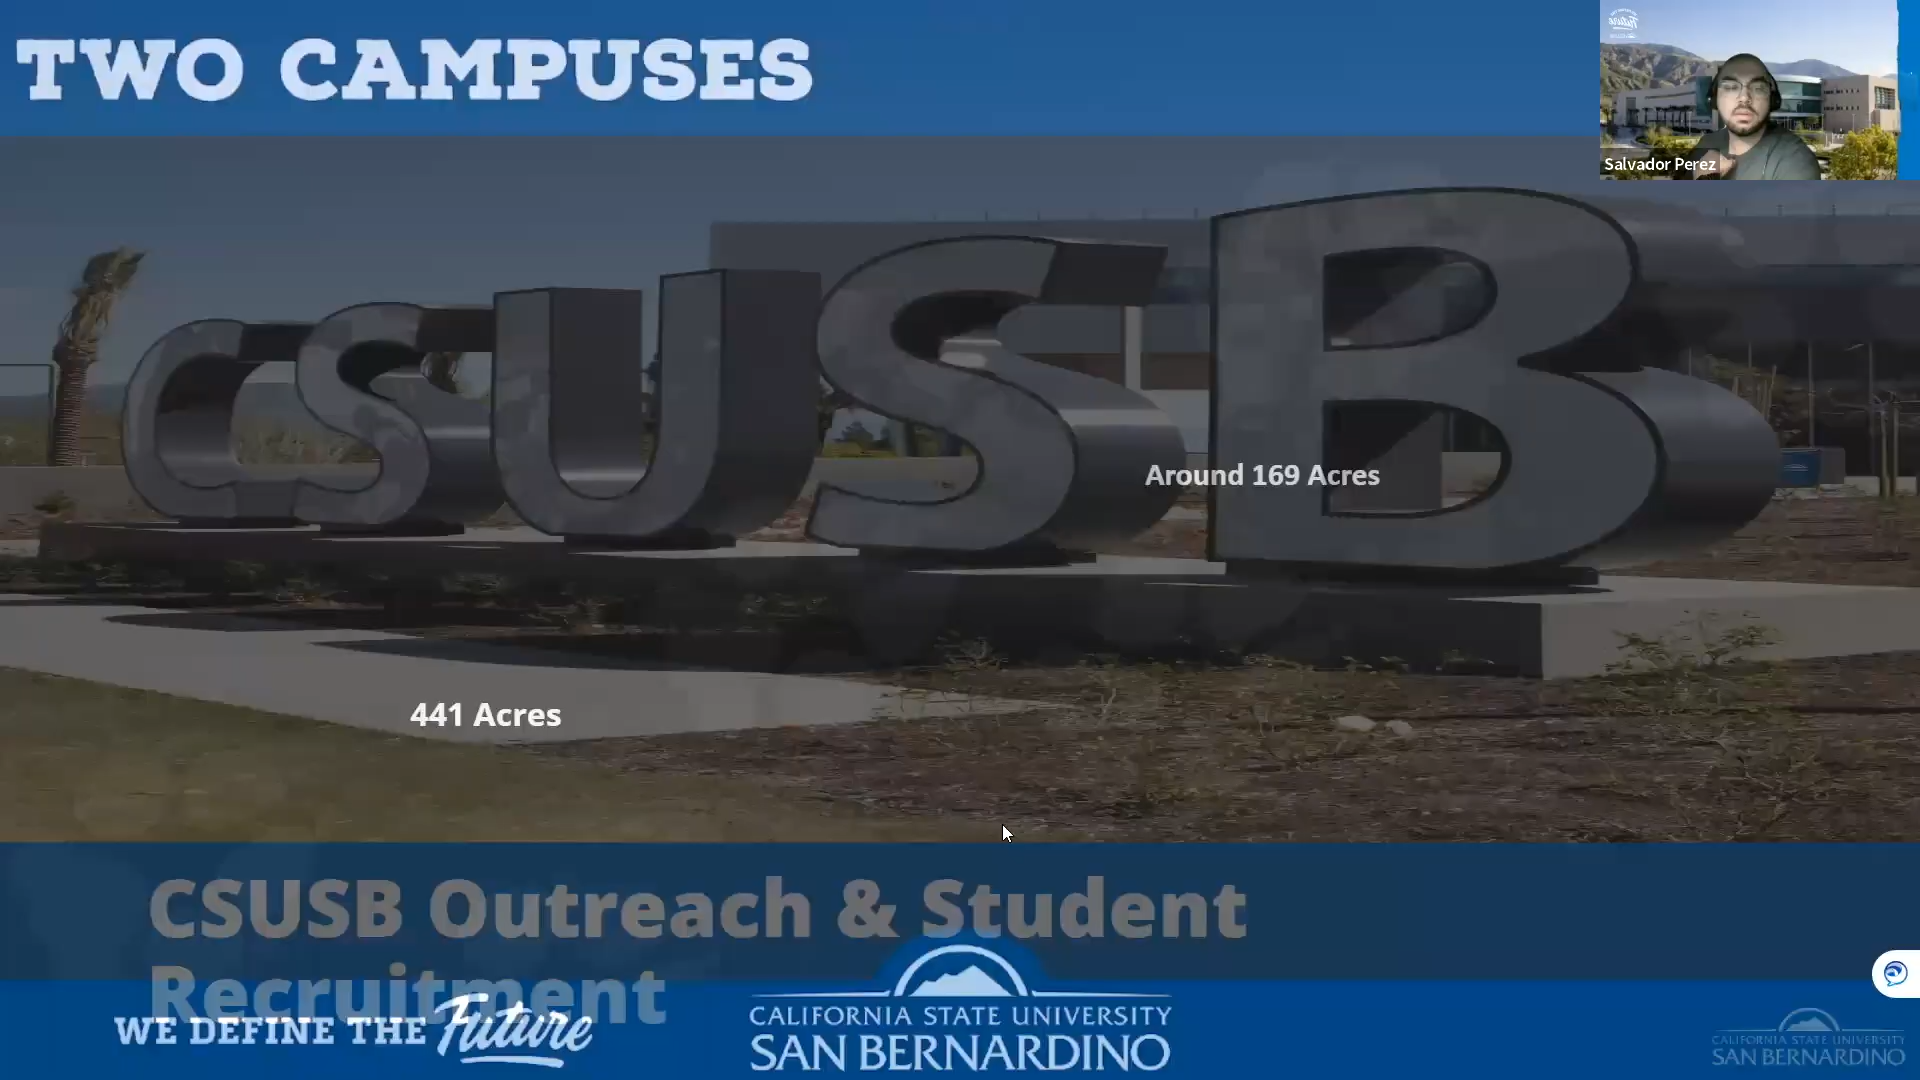 TWO CAMPUSES
Future
Salvador Perez
CSUSB
Around 169 Acres
441 Acres
CSUSB Outreach & Student
Recruitment
WE DEFINE THE Future
CALIFORNIA STATE UNIVERSITY
SAN BERNARDINO
CALIFORNIA STATE UNIVERSITY
SAN BERNARDINO